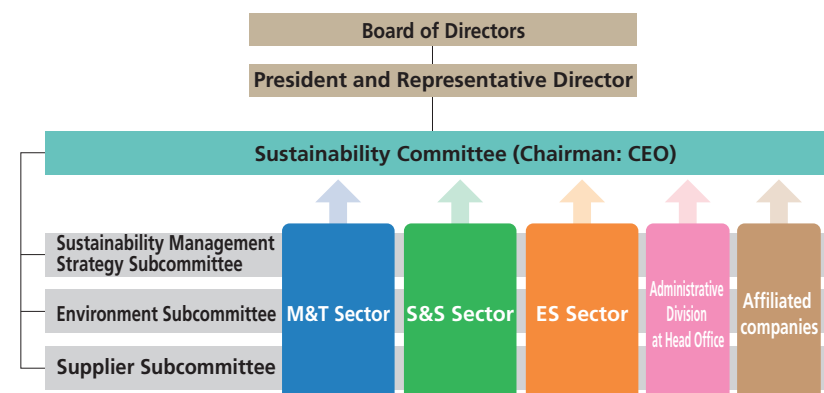 Board of Directors
President and Representative Director
Sustainability Committee (Chairman: CEO)
Sustainability Management
Strategy Subcommittee
Environment Subcommittee
Supplier Subcommittee
M&T Sector
S&S Sector
ES Sector
Administrative
Division
at Head Office
Affiliated
companies